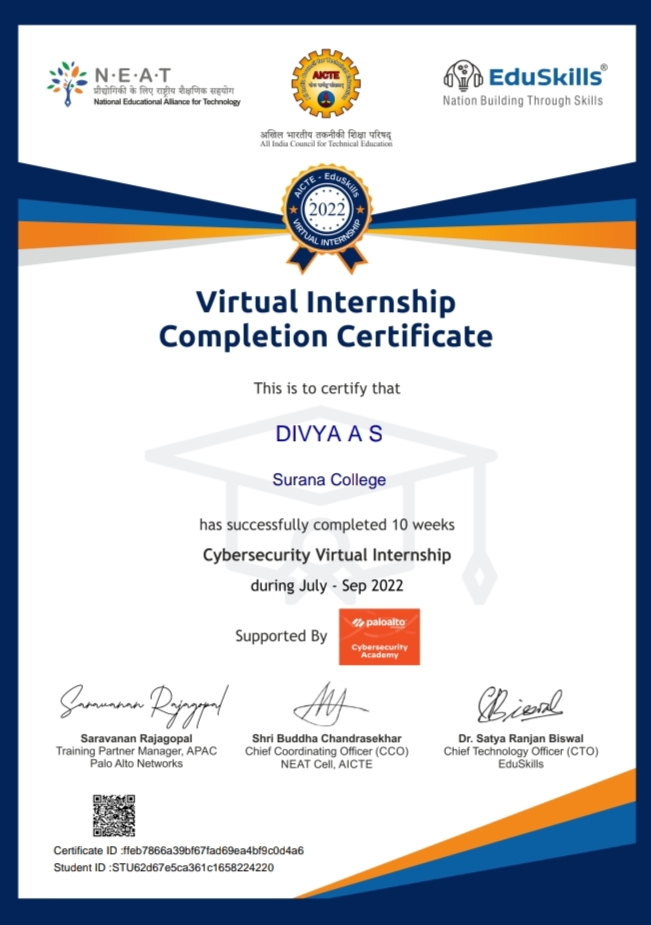 N·E·A·T
प्रौद्योगिकी के लिए राष्ट्रीय शैक्षणिक सहयोग
National Educational Alliance for Technology
AICTE
अखिल भारतीय तकनीकी शिक्षा परिषद्
All India Council for Technical Education
EduSkills®
Nation Building Through Skills
AICTE - EduSkills
2022
VIRTUAL INTERNSHIP
Virtual Internship
Completion Certificate
This is to certify that
DIVYA A S
Surana College
has successfully completed 10 weeks
Cybersecurity Virtual Internship
during July - Sep 2022
Supported By
paloalto
Cybersecurity
Academy
Saravanan Rajagopal
Saravanan Rajagopal
Training Partner Manager, APAC
Palo Alto Networks
Shri Buddha Chandrasekhar
Chief Coordinating Officer (CCO)
NEAT Cell, AICTE
SBiswal
Dr. Satya Ranjan Biswal
Chief Technology Officer (CTO)
EduSkills
Certificate ID :ffeb7866a39bf67fad69ea4bf9c0d4a6
Student ID :STU62d67e5ca361c1658224220